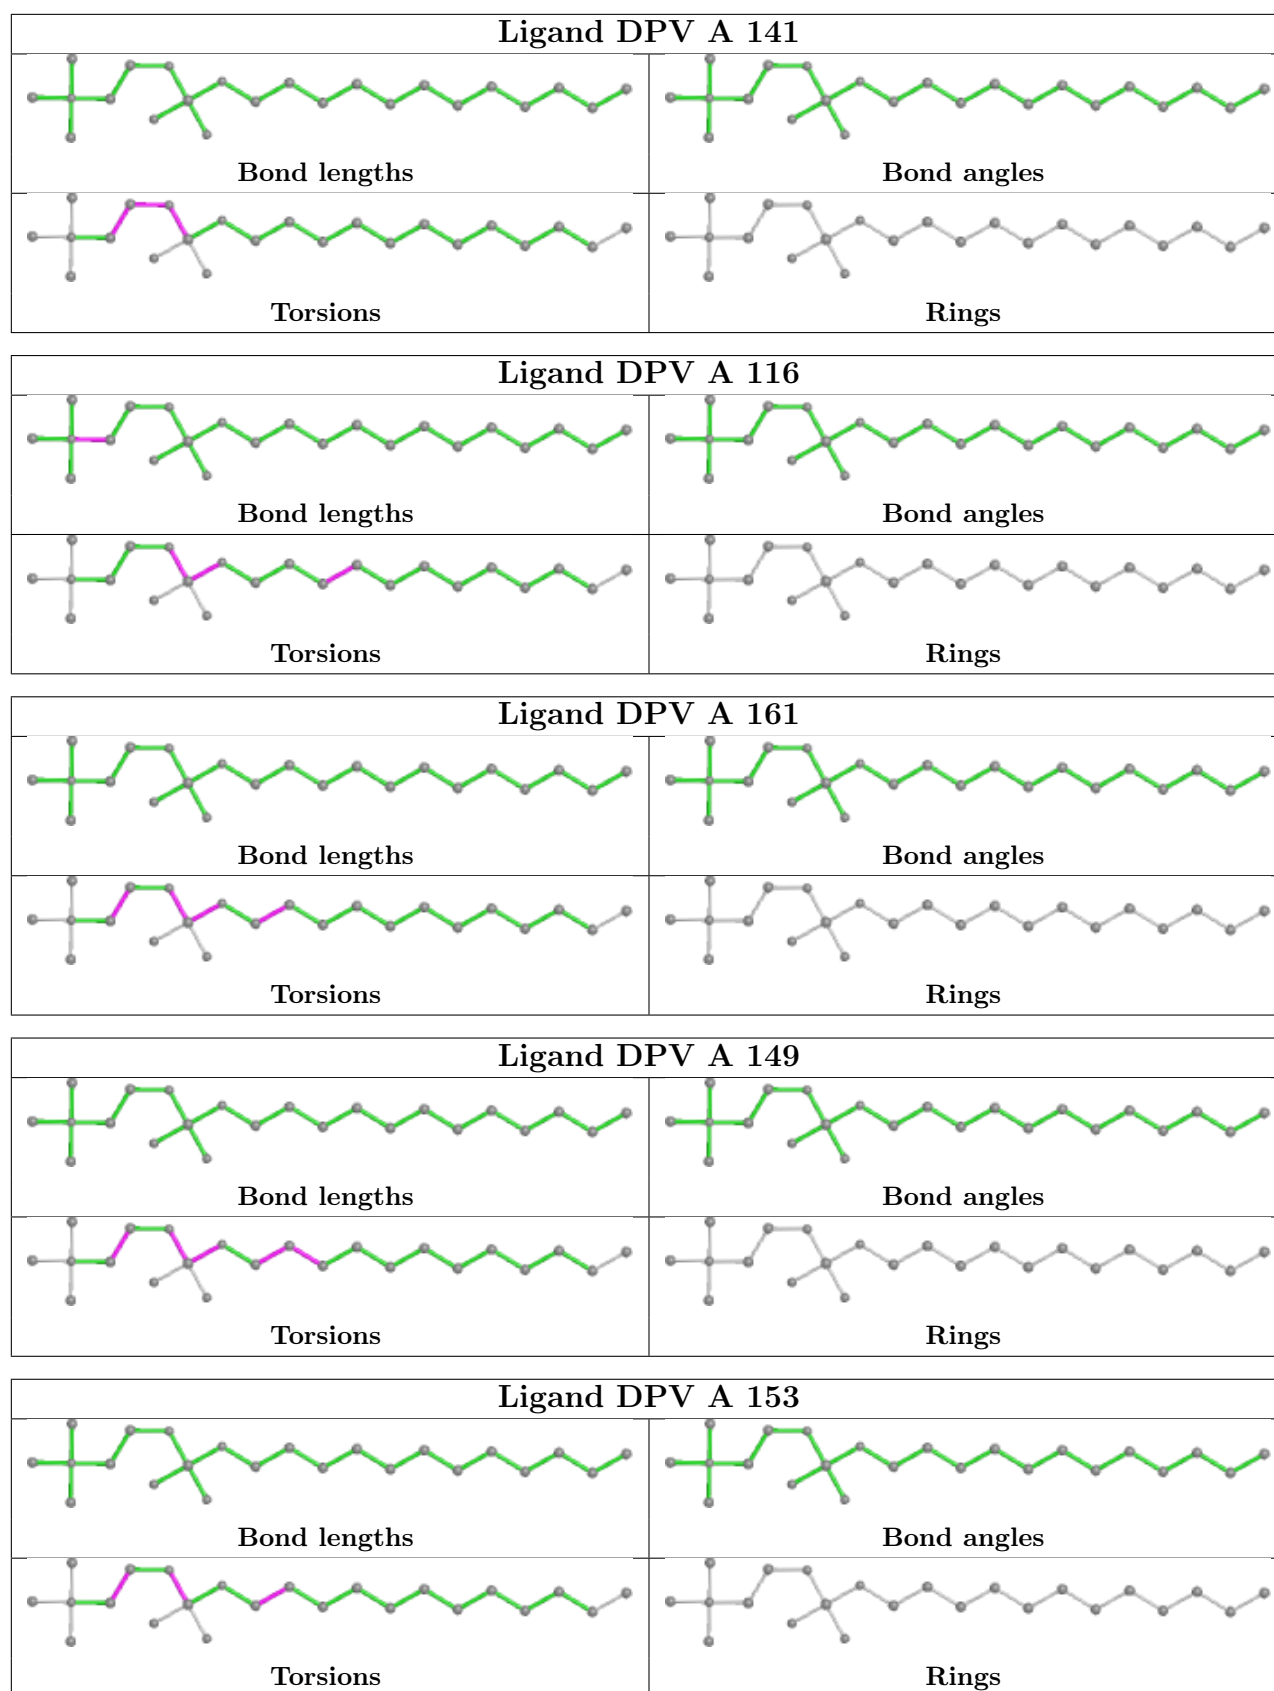 Ligand DPV A 141
Bond lengths
Bond angles
Torsions
Rings
Ligand DPV A 116
Bond lengths
Bond angles
Torsions
Rings
Ligand DPV A 161
Bond lengths
Bond angles
Torsions
Rings
Ligand DPV A 149
Bond lengths
Bond angles
Torsions
Rings
Ligand DPV A 153
Bond lengths
Bond angles
Torsions
Rings